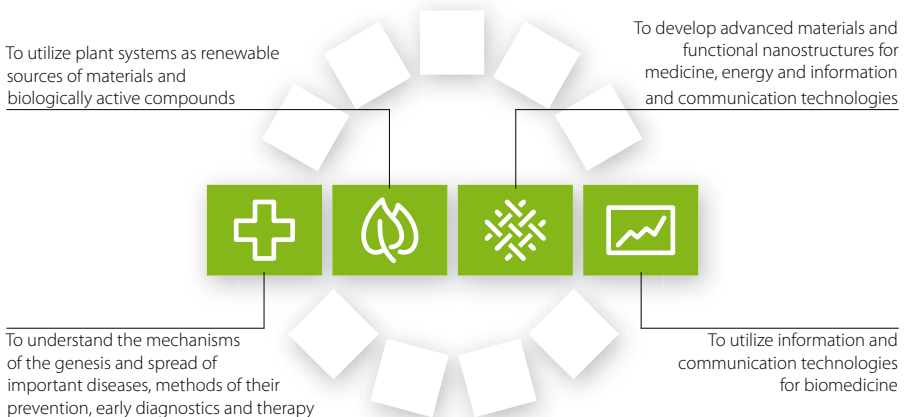 To utilize plant systems as renewable
sources of materials and
biologically active compounds
To develop advanced materials and
functional nanostructures for
medicine, energy and information
and communication technologies
To understand the mechanisms
of the genesis and spread of
important diseases, methods of their
prevention, early diagnostics and therapy
To utilize information and
communication technologies
for biomedicine